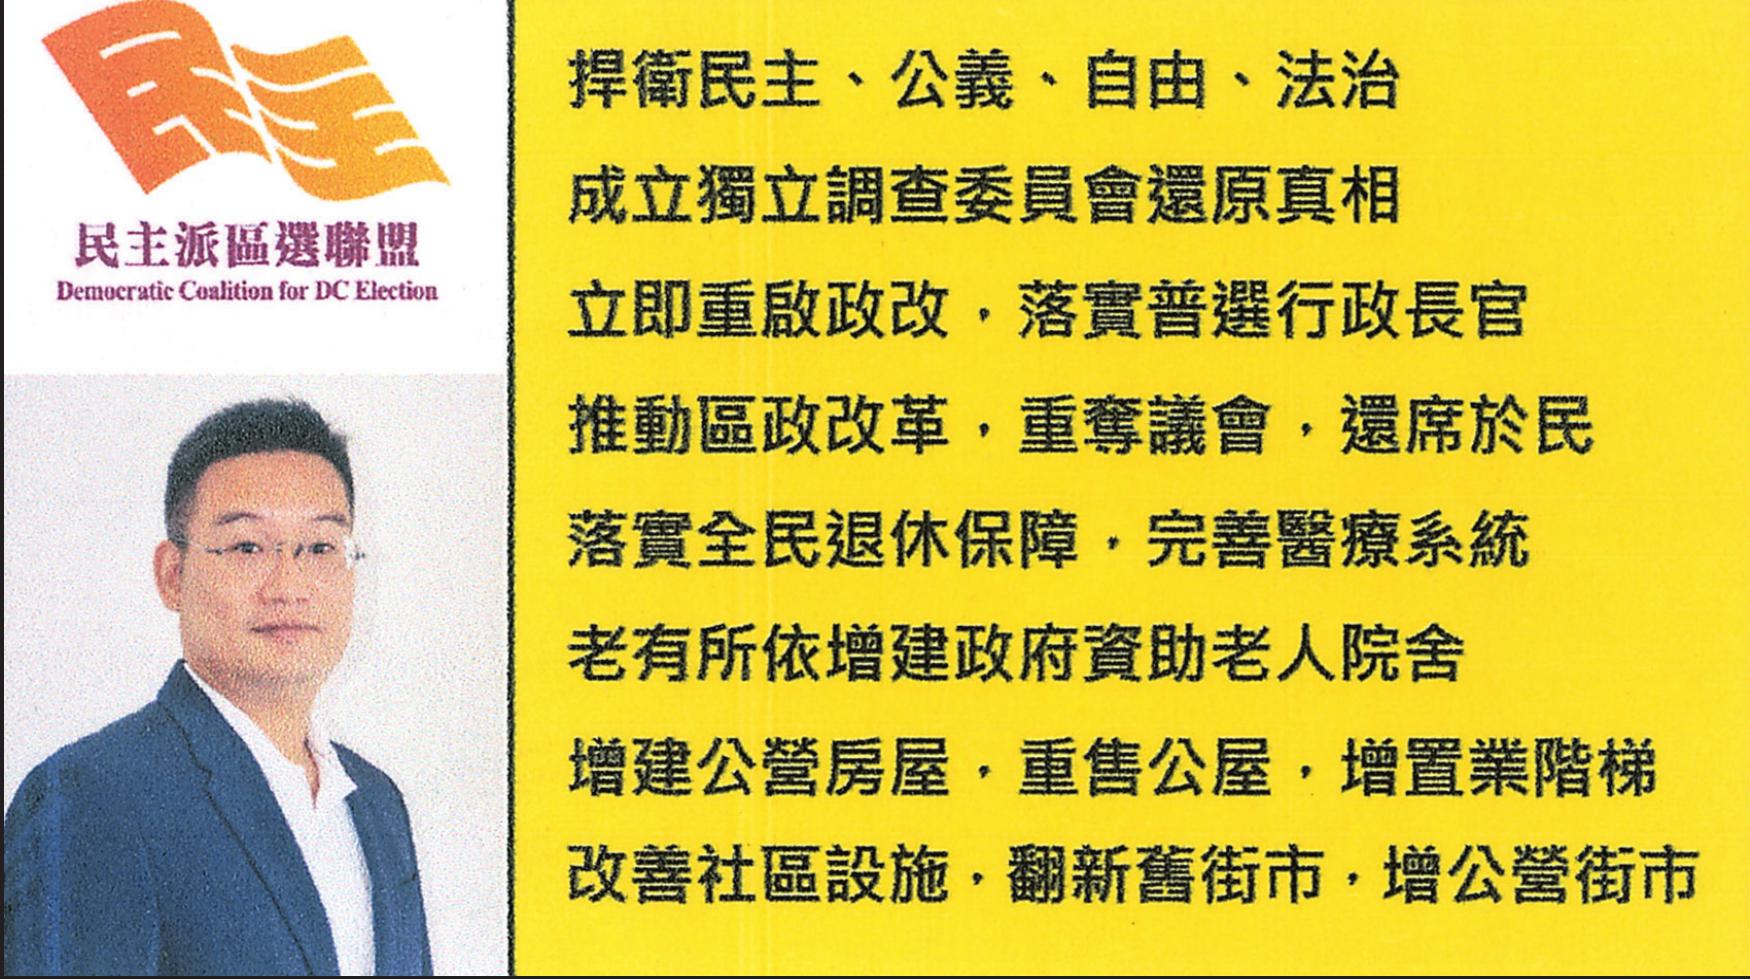 民主
民主派區選聯盟
Democratic Coalition for DC Election
捍衛民主、公義、自由、法治
成立獨立調查委員會還原真相
立即重啟政改，落實普選行政長官
推動區政改革，重奪議會，還席於民
落實全民退休保障，完善醫療系統
老有所依增建政府資助老人院舍
增建公營房屋，重售公屋，增置業階梯
改善社區設施，翻新舊街市，增公營街市